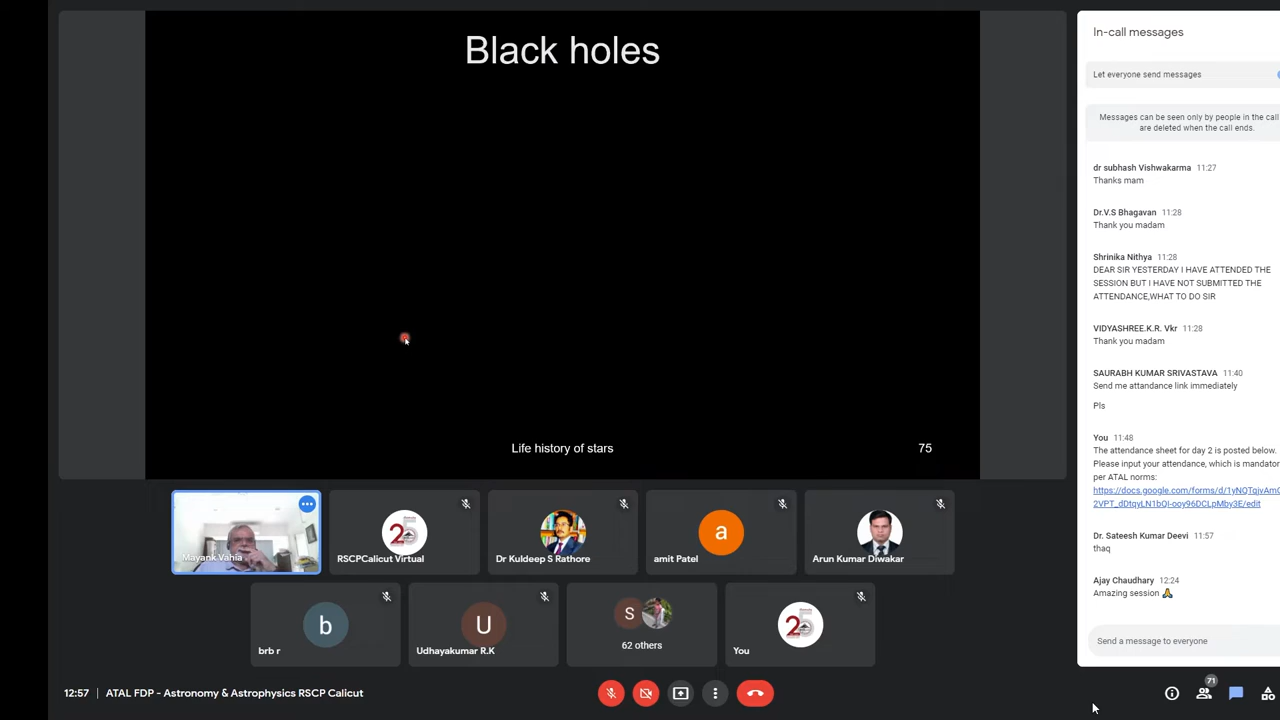 Black holes
Life history of stars
75
Mayank Vahia
25
RSCPCalicut Virtual
Dr Kuldeep S Rathore
a
amit Patel
Arun Kumar Diwakar
b
brb r
U
Udhayakumar R.K
S
62 others
25
You
12:57 | ATAL FDP - Astronomy & Astrophysics RSCP Calicut
71
In-call messages
Let everyone send messages
Messages can be seen only by people in the call
are deleted when the call ends.
dr subhash Vishwakarma 11:27
Thanks mam
Dr.V.S Bhagavan 11:28
Thank you madam
Shrinika Nithya 11:28
DEAR SIR YESTERDAY I HAVE ATTENDED THE
SESSION BUT I HAVE NOT SUBMITTED THE
ATTENDANCE,WHAT TO DO SIR
VIDYASHREE.K.R. Vkr 11:28
Thank you madam
SAURABH KUMAR SRIVASTAVA 11:40
Send me attandance link immediately
Pls
You 11:48
The attendance sheet for day 2 is posted below.
Please input your attendance, which is mandator
per ATAL norms:
Dr. Sateesh Kumar Deevi 11:57
thaq
Ajay Chaudhary 12:24
Amazing session 🙏
Send a message to everyone